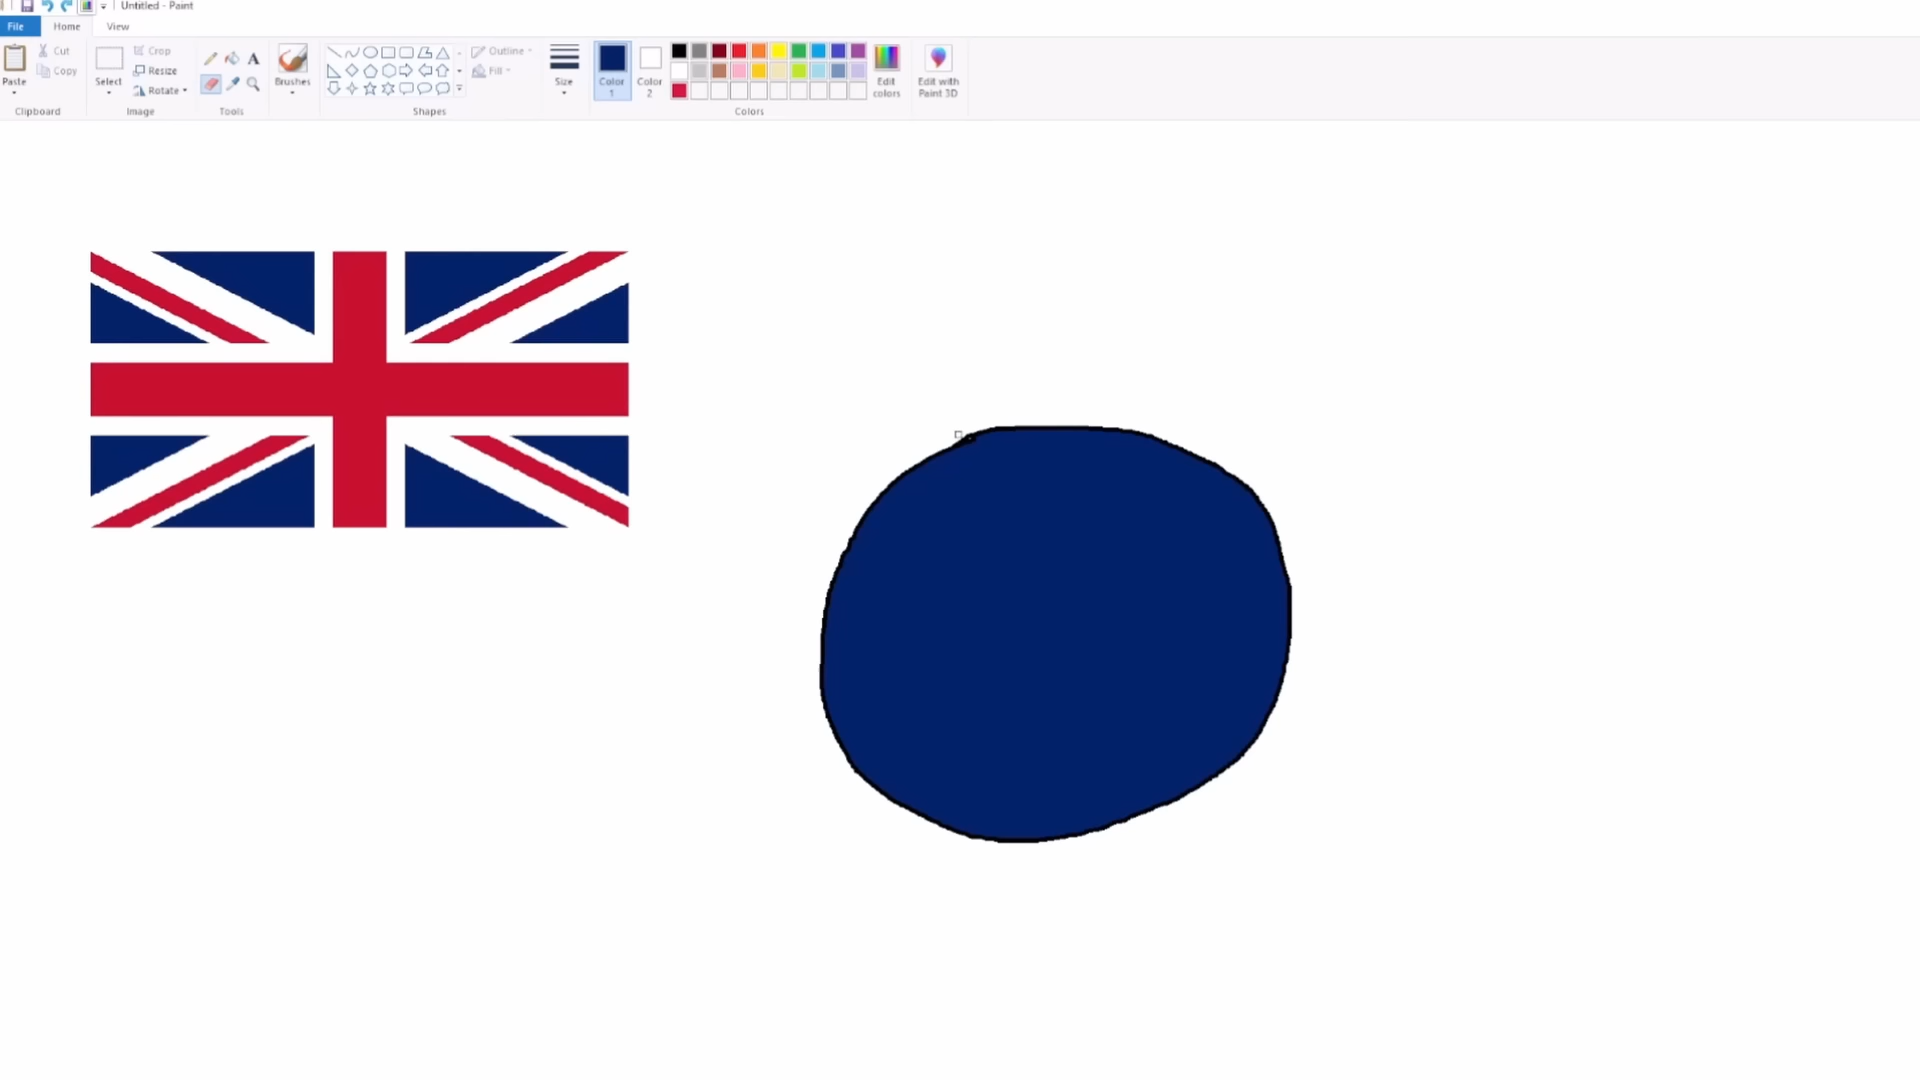 Untitled - Paint
File Home View
Paste
Cut
Copy
Clipboard
Select
Crop
Resize
Rotate
Image
Tools
Brushes
Shapes
Outline
Fill
Size
Color 1
Color 2
Colors
Edit colors
Edit with Paint 3D